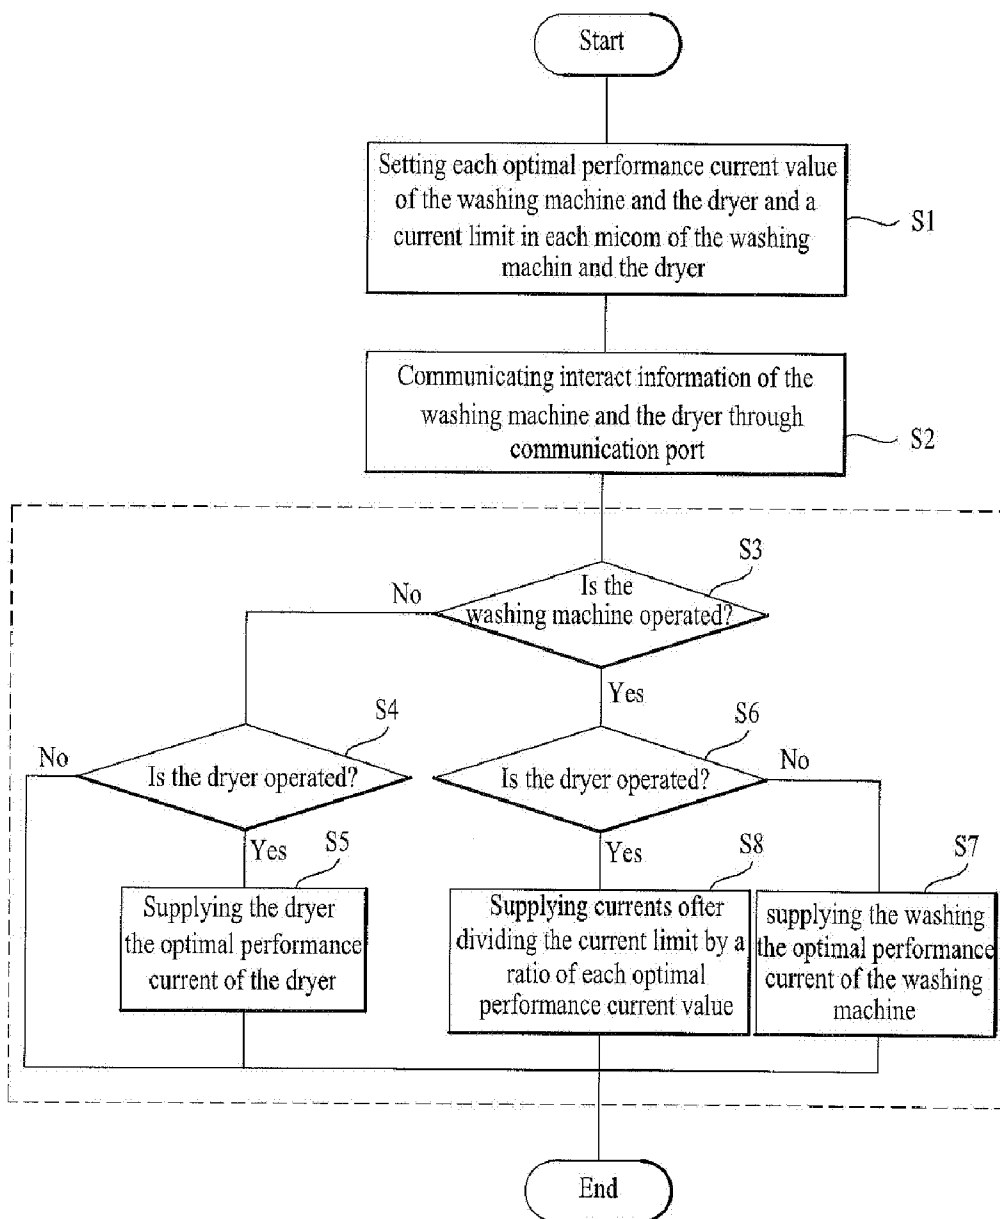 Start
Setting each optimal performance current value
of the washing machine and the dryer and a
current limit in each micom of the washing
machin and the dryer
S1
Communicating interact information of the
washing machine and the dryer through
communication port
S2
S3
Is the
washing machine operated?
No
Yes
S4
Is the dryer operated?
No
Yes
S6
Is the dryer operated?
No
Yes
S5
Supplying the dryer
the optimal performance
current of the dryer
S8
Supplying currents ofter
dividing the current limit by a
ratio of each optimal
performance current value
S7
supplying the washing
the optimal performance
current of the washing
machine
End